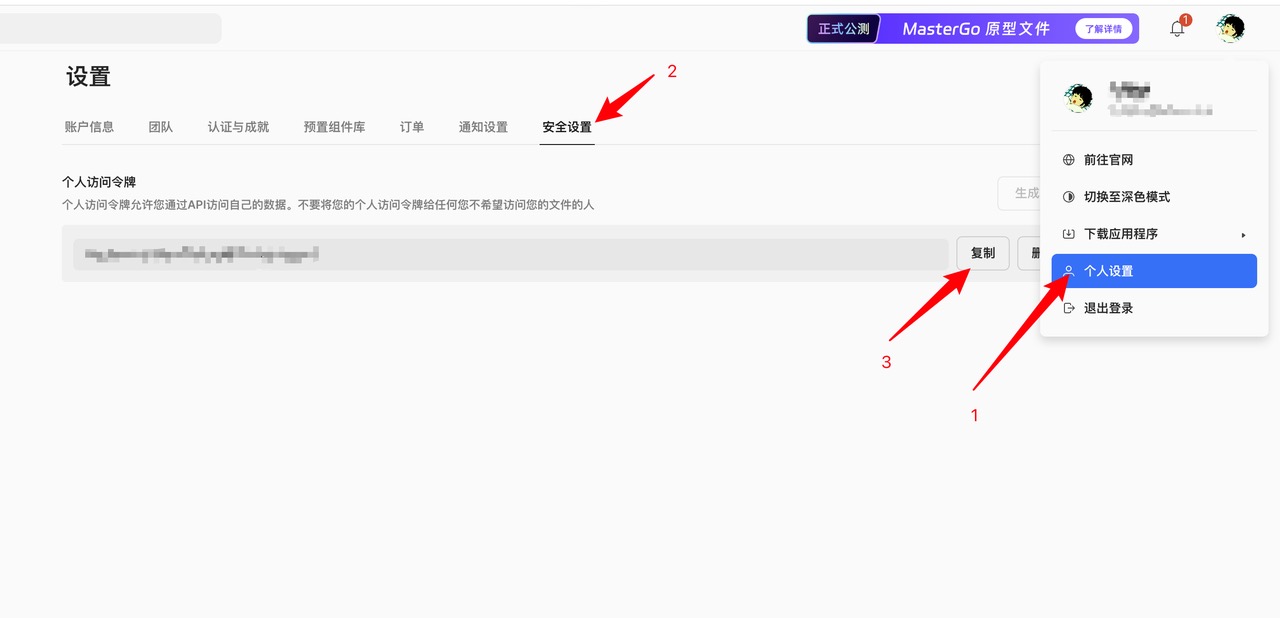 正式公测 MasterGo 原型文件 了解详情 1
设置
2
账户信息 团队 认证与成就 预置组件库 订单 通知设置 安全设置
个人访问令牌
个人访问令牌允许您通过API访问自己的数据。不要将您的个人访问令牌给任何您不希望访问您的文件的人
生成
复制
前往官网
切换至深色模式
下载应用程序
个人设置
退出登录
3
1